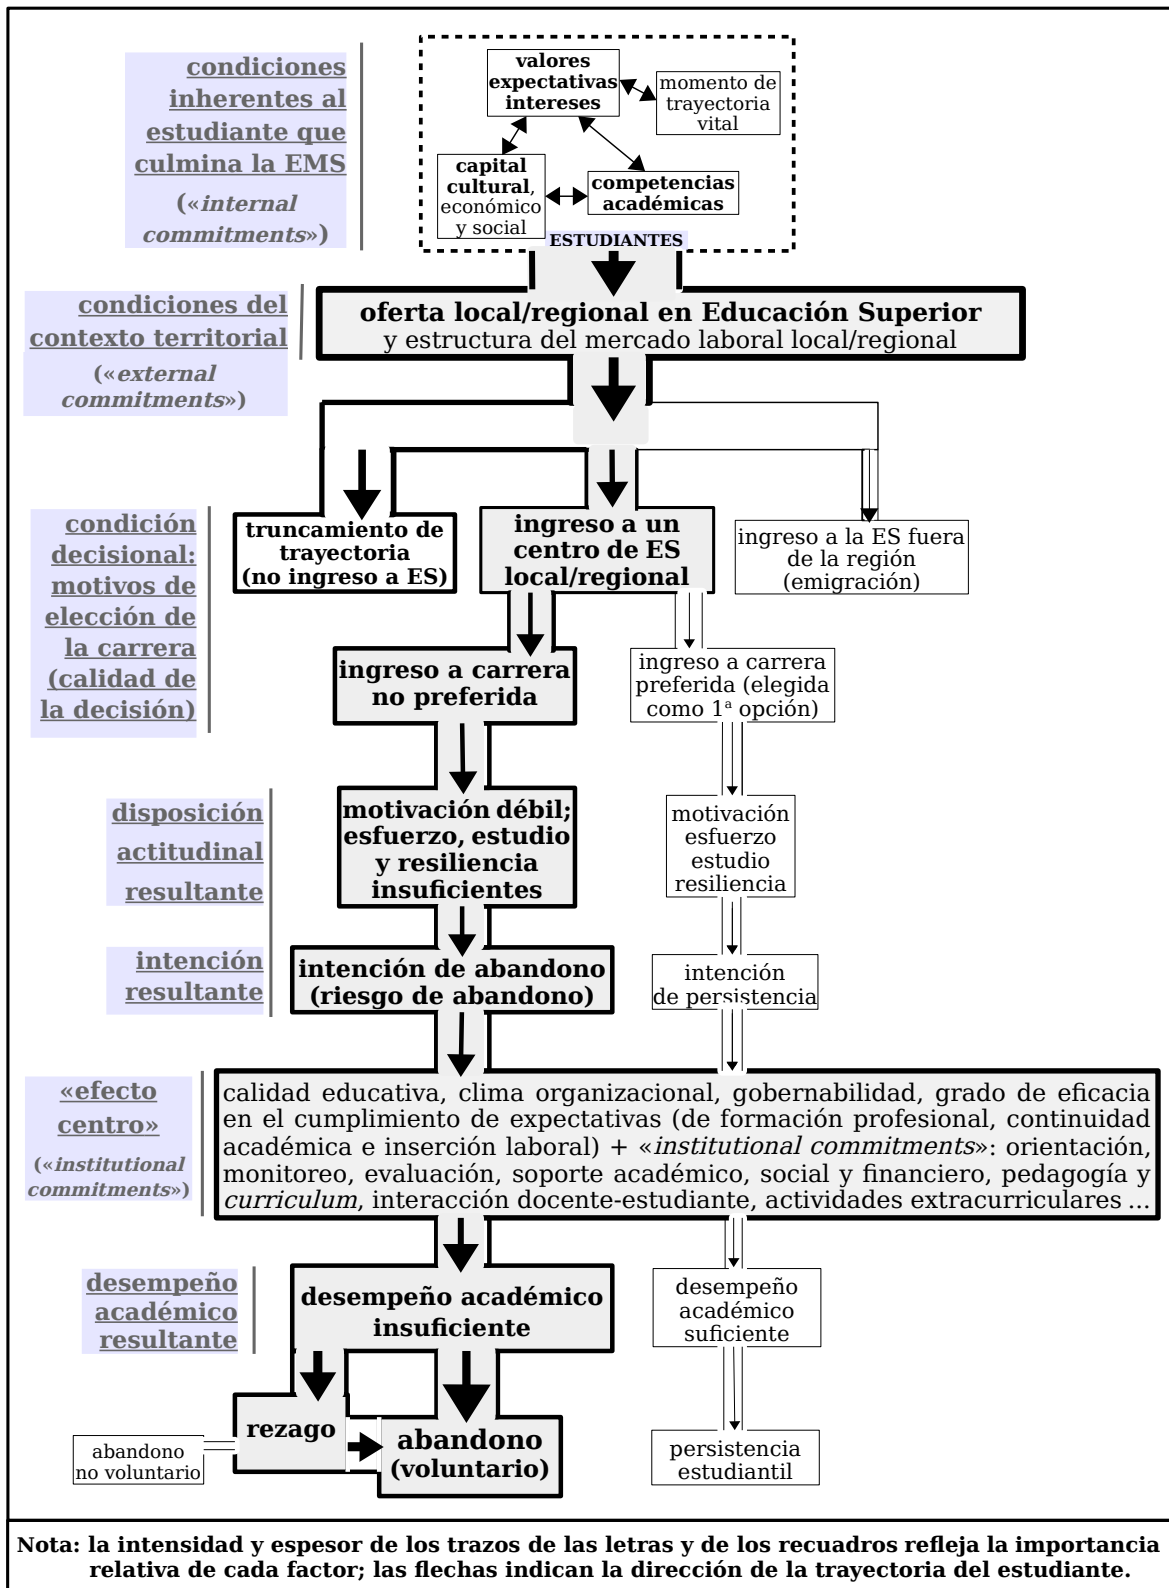 condiciones
inherentes al
estudiante que
culmina la EMS
(«internal
commitments»)
valores
expectativas
intereses
momento de
trayectoria
vital
capital
cultural,
económico
y social
competencias
académicas
ESTUDIANTES
condiciones del
contexto territorial
(«external
commitments»)
oferta local/regional en Educación Superior
y estructura del mercado laboral local/regional
condición
decisional:
motivos de
elección de
la carrera
(calidad de
la decisión)
truncamiento de
trayectoria
(no ingreso a ES)
ingreso a un
centro de ES
local/regional
ingreso a la ES fuera
de la región
(emigración)
ingreso a carrera
no preferida
ingreso a carrera
preferida (elegida
como 1ª opción)
disposición
actitudinal
resultante
motivación débil;
esfuerzo, estudio
y resiliencia
insuficientes
motivación
esfuerzo
estudio
resiliencia
intención
resultante
intención de abandono
(riesgo de abandono)
intención
de persistencia
«efecto
centro»
(«institutional
commitments»)
calidad educativa, clima organizacional, gobernabilidad, grado de eficacia
en el cumplimiento de expectativas (de formación profesional, continuidad
académica e inserción laboral) + «institutional commitments»: orientación,
monitoreo, evaluación, soporte académico, social y financiero, pedagogía y
curriculum, interacción docente-estudiante, actividades extracurriculares ...
desempeño
académico
resultante
desempeño académico
insuficiente
desempeño
académico
suficiente
rezago
abandono
no voluntario
abandono
(voluntario)
persistencia
estudiantil
Nota: la intensidad y espesor de los trazos de las letras y de los recuadros refleja la importancia
relativa de cada factor; las flechas indican la dirección de la trayectoria del estudiante.